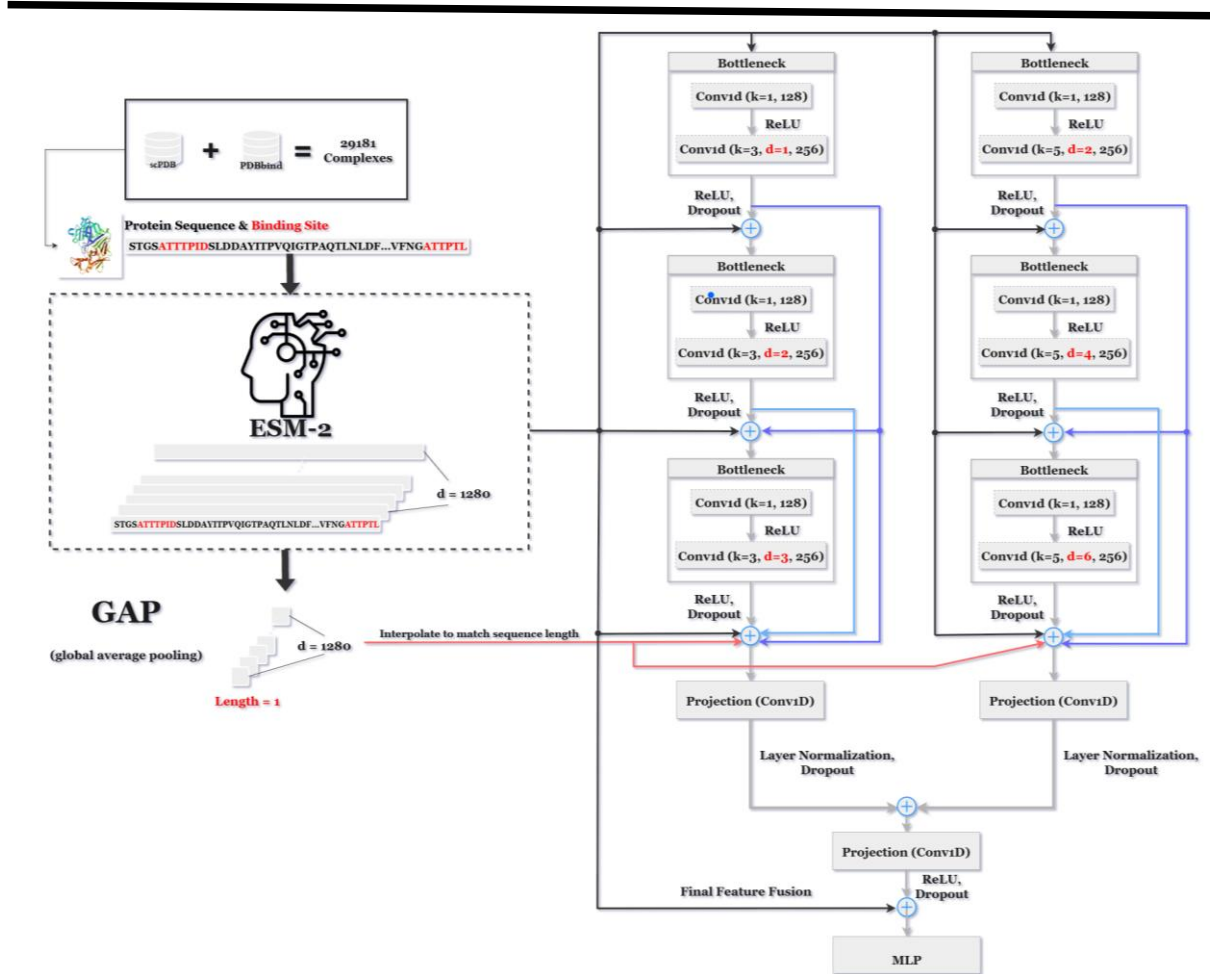 scPDB
+
PDBbind
=
29181
Complexes
Protein Sequence & Binding Site
STGSATTTPIDSLDDAYITPVQIGTPAQTLNLDF...VFNGATTPTL
ESM-2
d = 1280
STGSATTTPIDSLDDAYITPVQIGTPAQTLNLDF...VFNGATTPTL
GAP
(global average pooling)
d = 1280
Length = 1
Interpolate to match sequence length
Bottleneck
Conv1d (k=1, 128)
ReLU
Conv1d (k=3, d=1, 256)
ReLU,
Dropout
Bottleneck
Conv1d (k=1, 128)
ReLU
Conv1d (k=3, d=2, 256)
ReLU,
Dropout
Bottleneck
Conv1d (k=1, 128)
ReLU
Conv1d (k=3, d=3, 256)
ReLU,
Dropout
Projection (Conv1D)
Layer Normalization,
Dropout
Bottleneck
Conv1d (k=1, 128)
ReLU
Conv1d (k=5, d=2, 256)
ReLU,
Dropout
Bottleneck
Conv1d (k=1, 128)
ReLU
Conv1d (k=5, d=4, 256)
ReLU,
Dropout
Bottleneck
Conv1d (k=1, 128)
ReLU
Conv1d (k=5, d=6, 256)
ReLU,
Dropout
Projection (Conv1D)
Layer Normalization,
Dropout
Projection (Conv1D)
ReLU,
Dropout
Final Feature Fusion
MLP